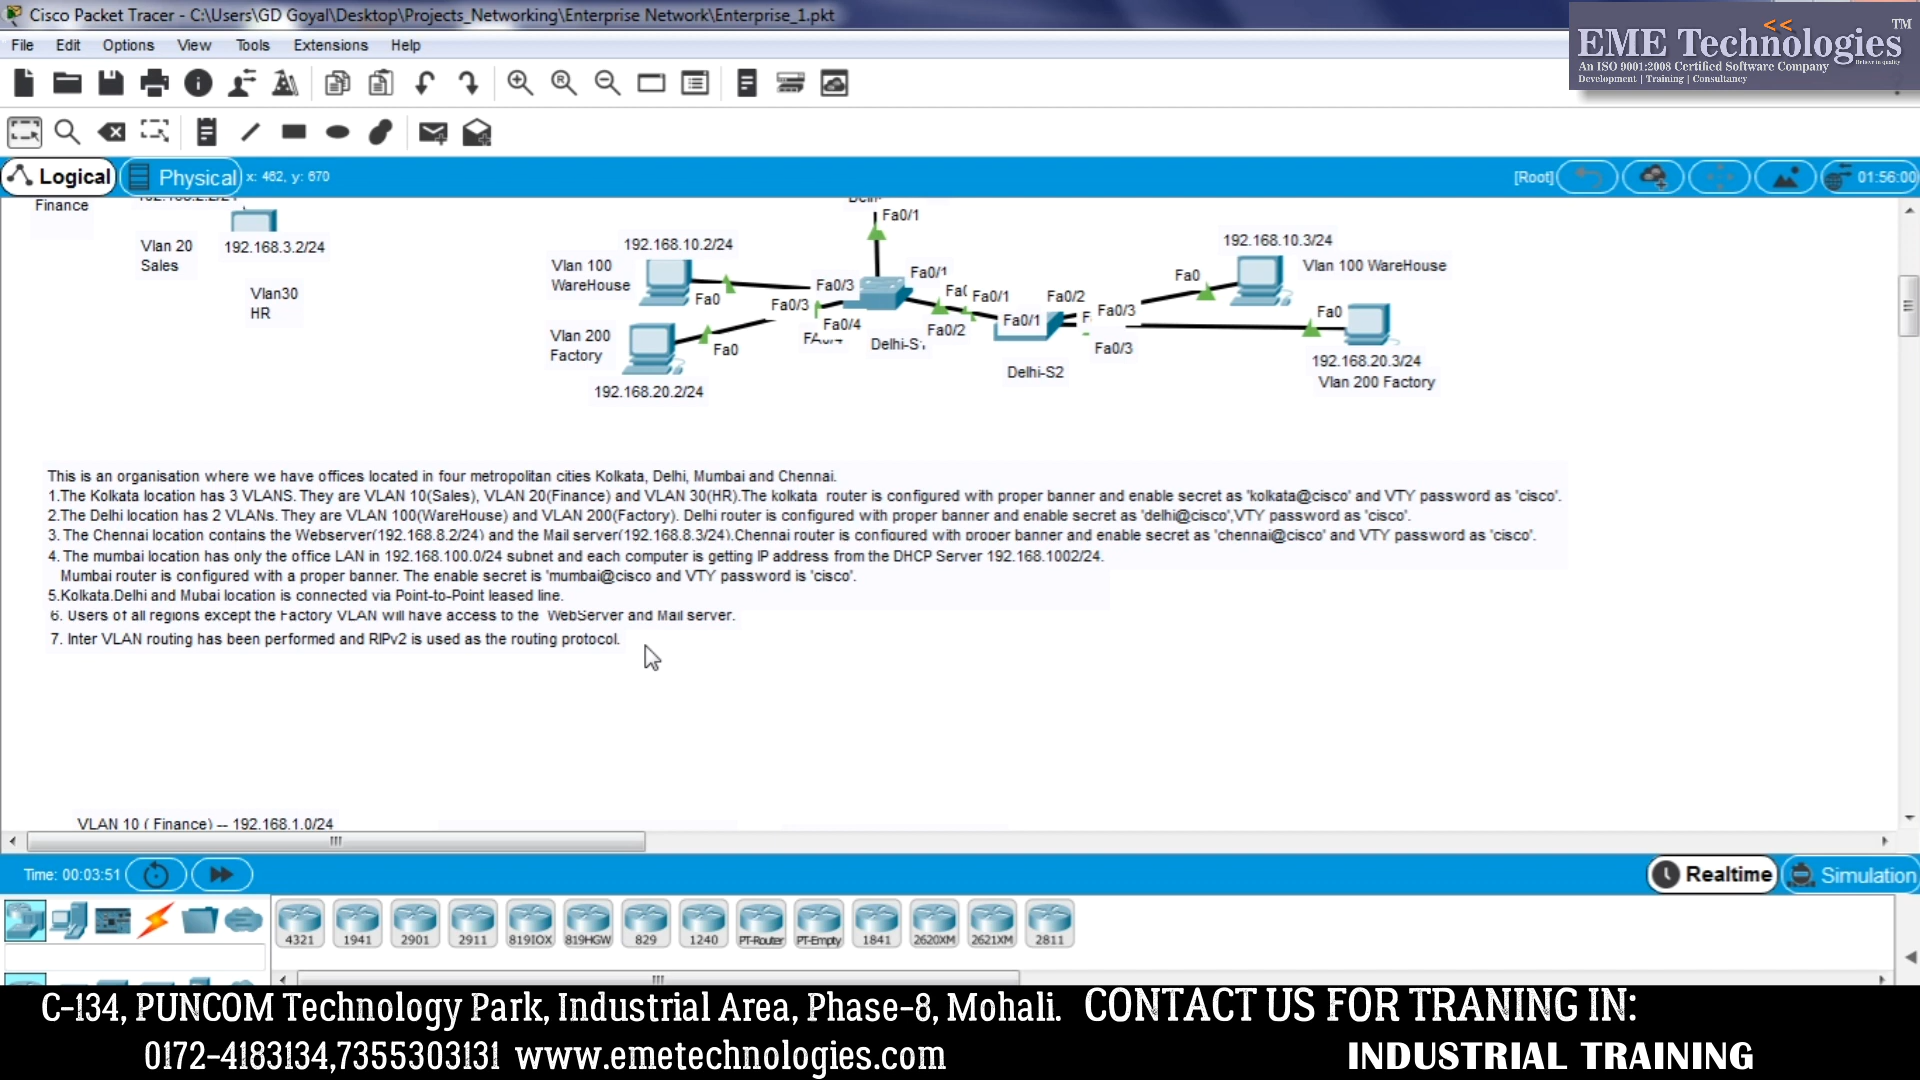 Cisco Packet Tracer - C:\Users\GD Goyal\Desktop\Projects_Networking\Enterprise Network\Enterprise_1.pkt
<<
TM
EME Technologies
Believe in quality
An ISO 9001:2008 Certified Software Company
Development | Training | Consultancy
File Edit Options View Tools Extensions Help
Logical Physical x: 462, y: 670 [Root] 01:56:00
Finance
Vlan 20
Sales
192.168.3.2/24
Vlan30
HR
Fa0/1
192.168.10.2/24
Vlan 100
WareHouse
Fa0
Fa0/3
Fa0/3
Fa0/4
Fa0/1
Fa0/1
Fa0/2
Fa0/1
Fa0/2
Fa0/3
Fa0/3
Vlan 200
Factory
Fa0
192.168.20.2/24
Delhi-S1
Delhi-S2
192.168.10.3/24
Fa0
Vlan 100 WareHouse
Fa0
192.168.20.3/24
Vlan 200 Factory
This is an organisation where we have offices located in four metropolitan cities Kolkata, Delhi, Mumbai and Chennai.
1.The Kolkata location has 3 VLANS. They are VLAN 10(Sales), VLAN 20(Finance) and VLAN 30(HR).The kolkata router is configured with proper banner and enable secret as 'kolkata@cisco' and VTY password as 'cisco'.
2.The Delhi location has 2 VLANs. They are VLAN 100(WareHouse) and VLAN 200(Factory). Delhi router is configured with proper banner and enable secret as 'delhi@cisco',VTY password as 'cisco'.
3. The Chennai location contains the Webserver(192.168.8.2/24) and the Mail server(192.168.8.3/24).Chennai router is configured with proper banner and enable secret as 'chennai@cisco' and VTY password as 'cisco'.
4. The mumbai location has only the office LAN in 192.168.100.0/24 subnet and each computer is getting IP address from the DHCP Server 192.168.1002/24.
Mumbai router is configured with a proper banner. The enable secret is 'mumbai@cisco and VTY password is 'cisco'.
5.Kolkata.Delhi and Mubai location is connected via Point-to-Point leased line.
6. Users of all regions except the Factory VLAN will have access to the WebServer and Mail server.
7. Inter VLAN routing has been performed and RIPv2 is used as the routing protocol.
VLAN 10 ( Finance) -- 192.168.1.0/24
Time: 00:03:51 Realtime Simulation
4321 1941 2901 2911 819IOX 819HGW 829 1240 PT-Router PT-Empty 1841 2620XM 2621XM 2811
C-134, PUNCOM Technology Park, Industrial Area, Phase-8, Mohali. CONTACT US FOR TRANING IN:
0172-4183134,7355303131 www.emetechnologies.com INDUSTRIAL TRAINING